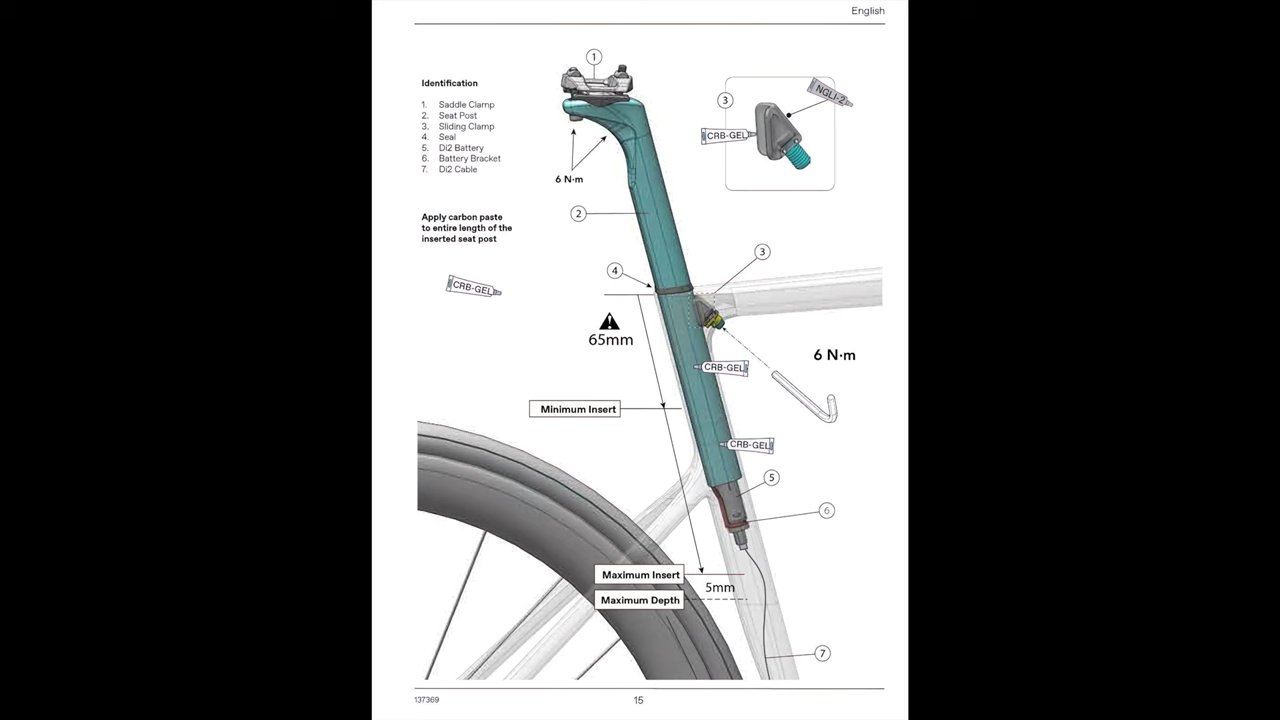 English
1
Identification
1. Saddle Clamp
2. Seat Post
3. Sliding Clamp
4. Seal
5. Di2 Battery
6. Battery Bracket
7. Di2 Cable
3
NGLI-2
CRB-GEL
6 N·m
2
Apply carbon paste
to entire length of the
inserted seat post
3
4
CRB-GEL
65mm
6 N·m
CRB-GEL
Minimum Insert
CRB-GEL
5
6
Maximum Insert
5mm
Maximum Depth
7
137369
15